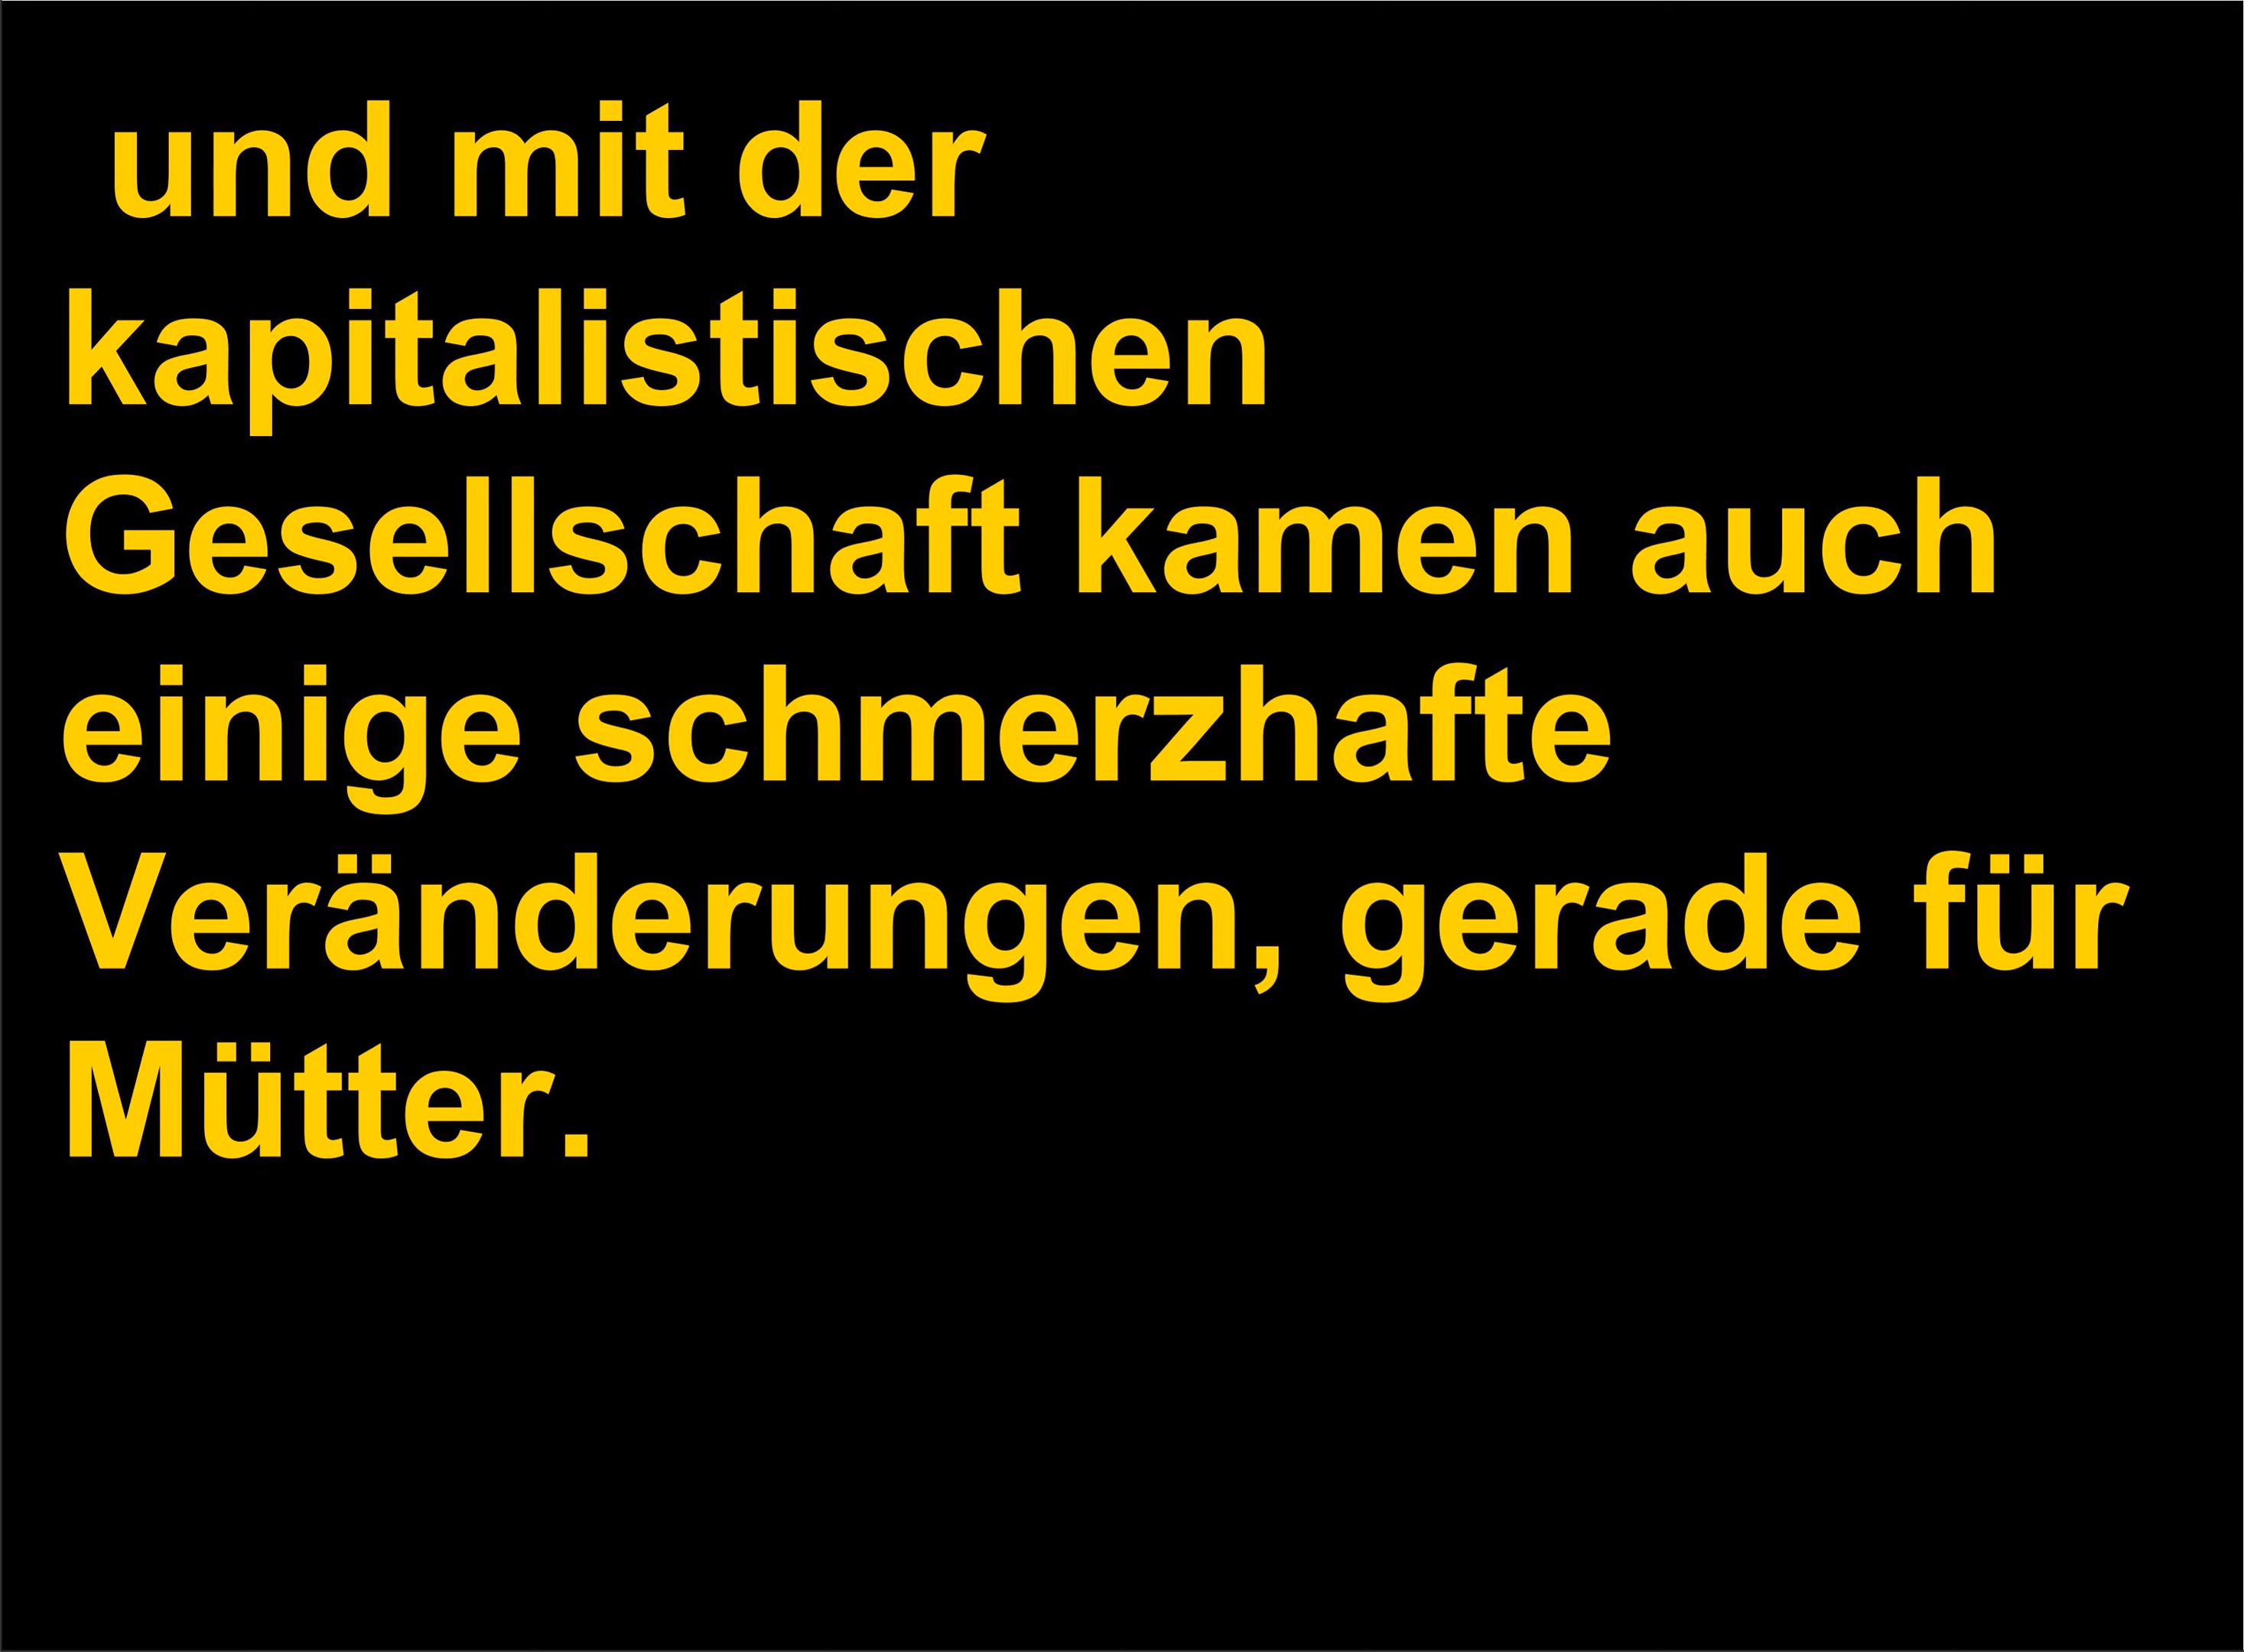 und mit der
kapitalistischen
Gesellschaft kamen auch
einige schmerzhafte
Veränderungen, gerade für
Mütter.